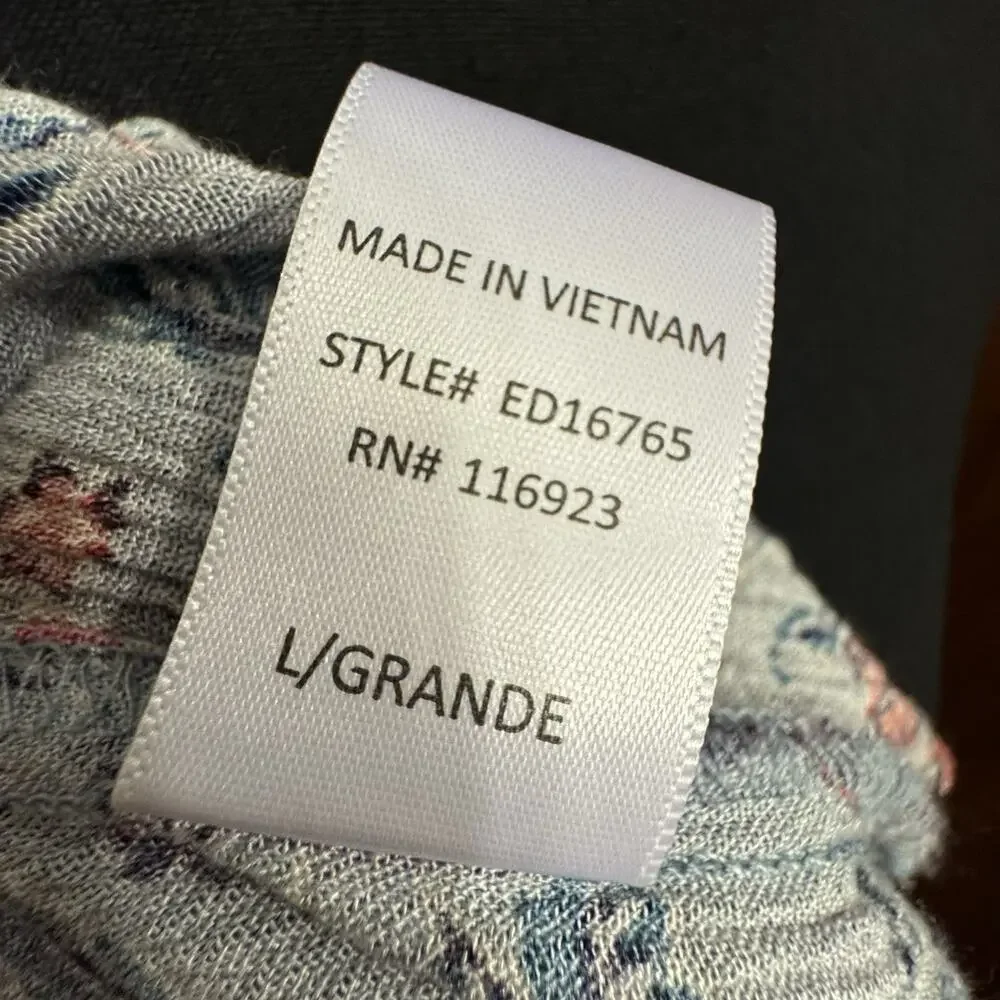 MADE IN VIETNAM
STYLE# ED16765
RN# 116923
L/GRANDE